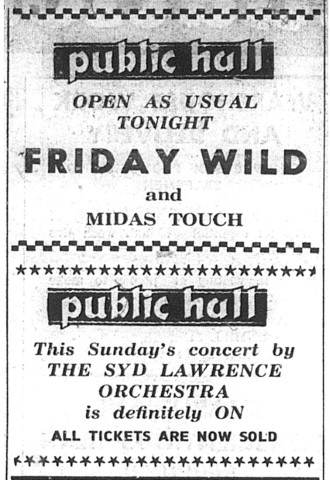 public hall
OPEN AS USUAL
TONIGHT
FRIDAY WILD
and
MIDAS TOUCH
public hall
This Sunday's concert by
THE SYD LAWRENCE
ORCHESTRA
is definitely ON
ALL TICKETS ARE NOW SOLD